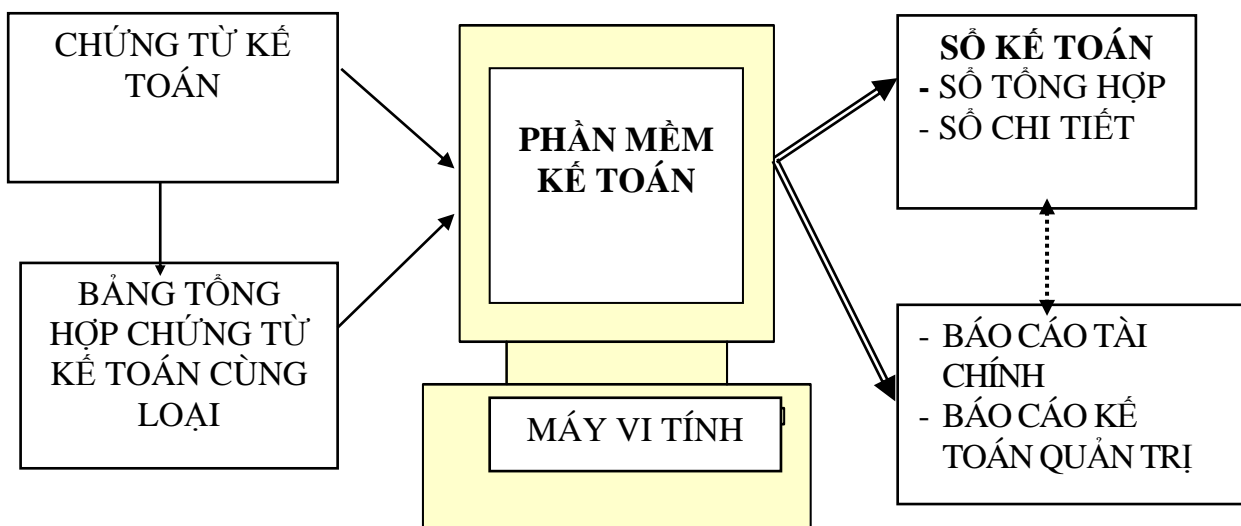 CHỨNG TỪ KẾ
TOÁN
BẢNG TỔNG
HỢP CHỨNG TỪ
KẾ TOÁN CÙNG
LOẠI
PHẦN MỀM
KẾ TOÁN
MÁY VI TÍNH
SỔ KẾ TOÁN
- SỔ TỔNG HỢP
- SỔ CHI TIẾT
- BÁO CÁO TÀI
CHÍNH
- BÁO CÁO KẾ
TOÁN QUẢN TRỊ